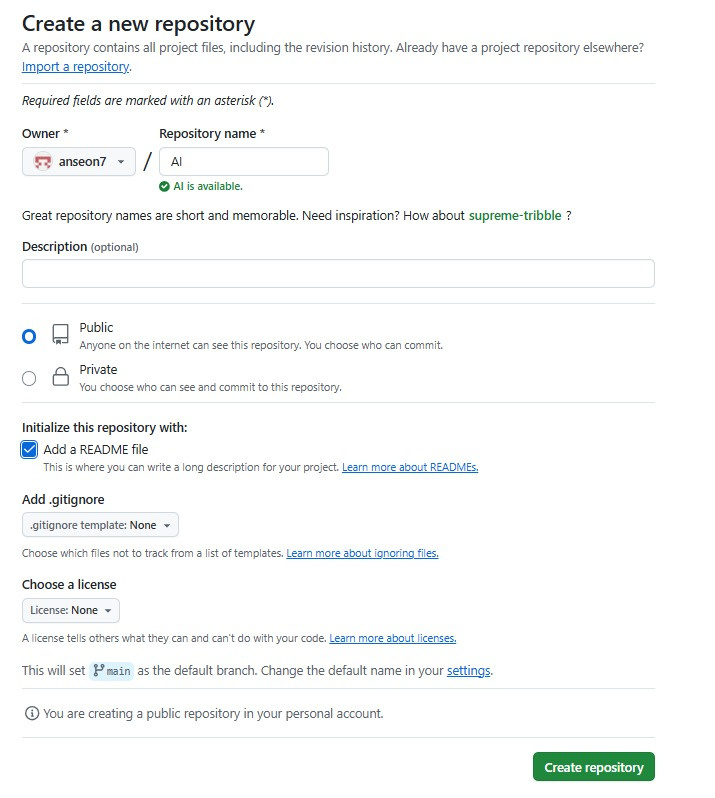 Create a new repository
A repository contains all project files, including the revision history. Already have a project repository elsewhere?
Import a repository.
Required fields are marked with an asterisk (*).
Owner * Repository name *
anseon7 / AI
AI is available.
Great repository names are short and memorable. Need inspiration? How about supreme-tribble ?
Description (optional)
Public
Anyone on the internet can see this repository. You choose who can commit.
Private
You choose who can see and commit to this repository.
Initialize this repository with:
Add a README file
This is where you can write a long description for your project. Learn more about READMEs.
Add .gitignore
.gitignore template: None
Choose which files not to track from a list of templates. Learn more about ignoring files.
Choose a license
License: None
A license tells others what they can and can't do with your code. Learn more about licenses.
This will set main as the default branch. Change the default name in your settings.
You are creating a public repository in your personal account.
Create repository